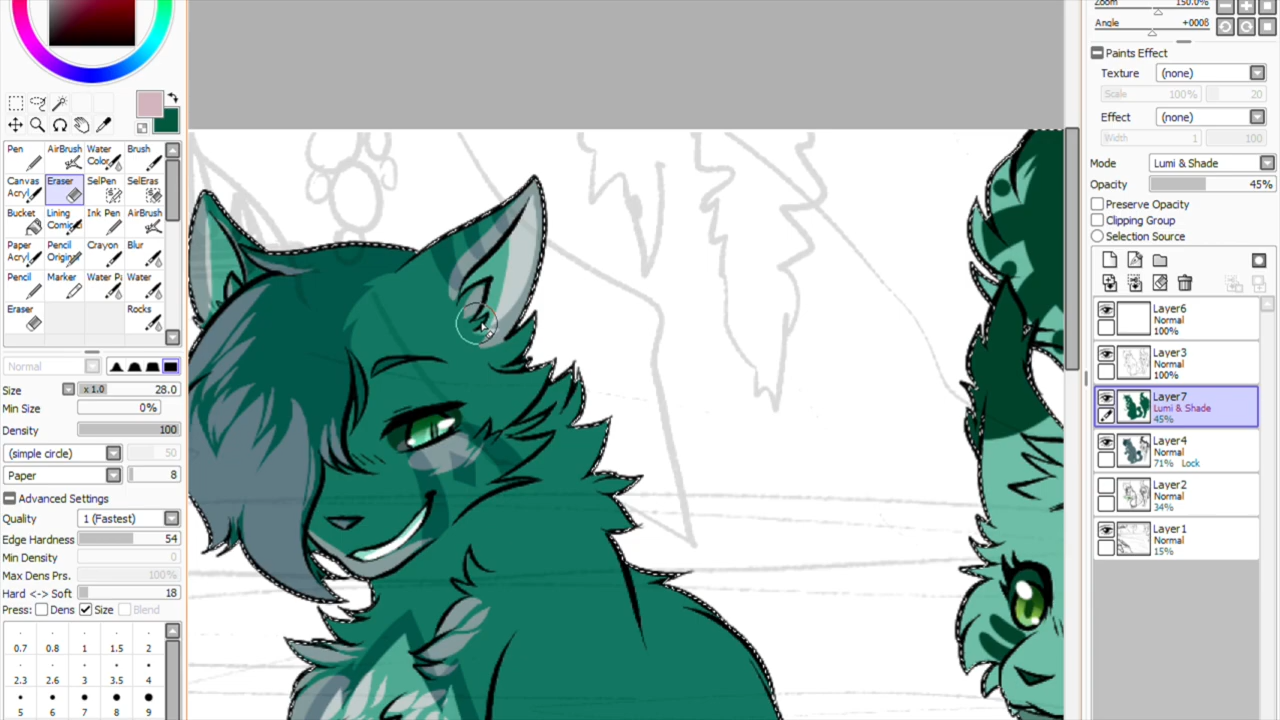 Zoom 150.0%
Angle +0008
Paints Effect
Texture (none)
Scale 100% 20
Effect (none)
Width 1 100
Mode Lumi & Shade
Opacity 45%
Preserve Opacity
Clipping Group
Selection Source
Layer6
Normal
100%
Layer3
Normal
100%
Layer7
Lumi & Shade
45%
Layer4
Normal
71% Lock
Layer2
Normal
34%
Layer1
Normal
15%
Pen AirBrush Water Color Brush
Canvas Acryl Eraser SelPen SelEras
Bucket Lining Comic Ink Pen AirBrush
Paper Acryl Pencil Origin Crayon Blur
Pencil Marker Water P Water
Eraser Rocks
Normal
Size x 1.0 28.0
Min Size 0%
Density 100
(simple circle) 50
Paper 8
Advanced Settings
Quality 1 (Fastest)
Edge Hardness 54
Min Density 0
Max Dens Prs. 100%
Hard <-> Soft 18
Press: Dens Size Blend
0.7 0.8 1 1.5 2
2.3 2.6 3 3.5 4
5 6 7 8 9